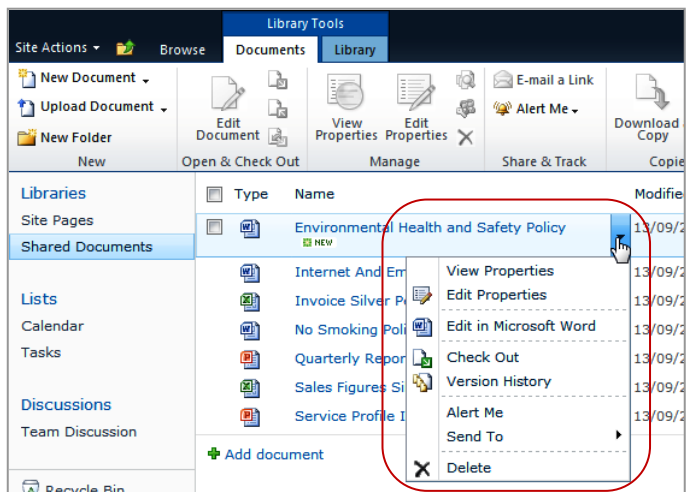 Library Tools
Site Actions Browse Documents Library
New Document
Upload Document
New Folder
New
Edit Document
Open & Check Out
View Properties
Edit Properties
Manage
E-mail a Link
Alert Me
Share & Track
Download
Copy
Copie
Libraries
Site Pages
Shared Documents
Lists
Calendar
Tasks
Discussions
Team Discussion
Recycle Bin
Type Name Modifie
Environmental Health and Safety Policy 13/09/2
NEW
Internet And Em 13/09/2
Invoice Silver P 13/09/2
No Smoking Poli 13/09/2
Quarterly Repor 13/09/2
Sales Figures Si 13/09/2
Service Profile I 13/09/2
Add document
View Properties
Edit Properties
Edit in Microsoft Word
Check Out
Version History
Alert Me
Send To
Delete